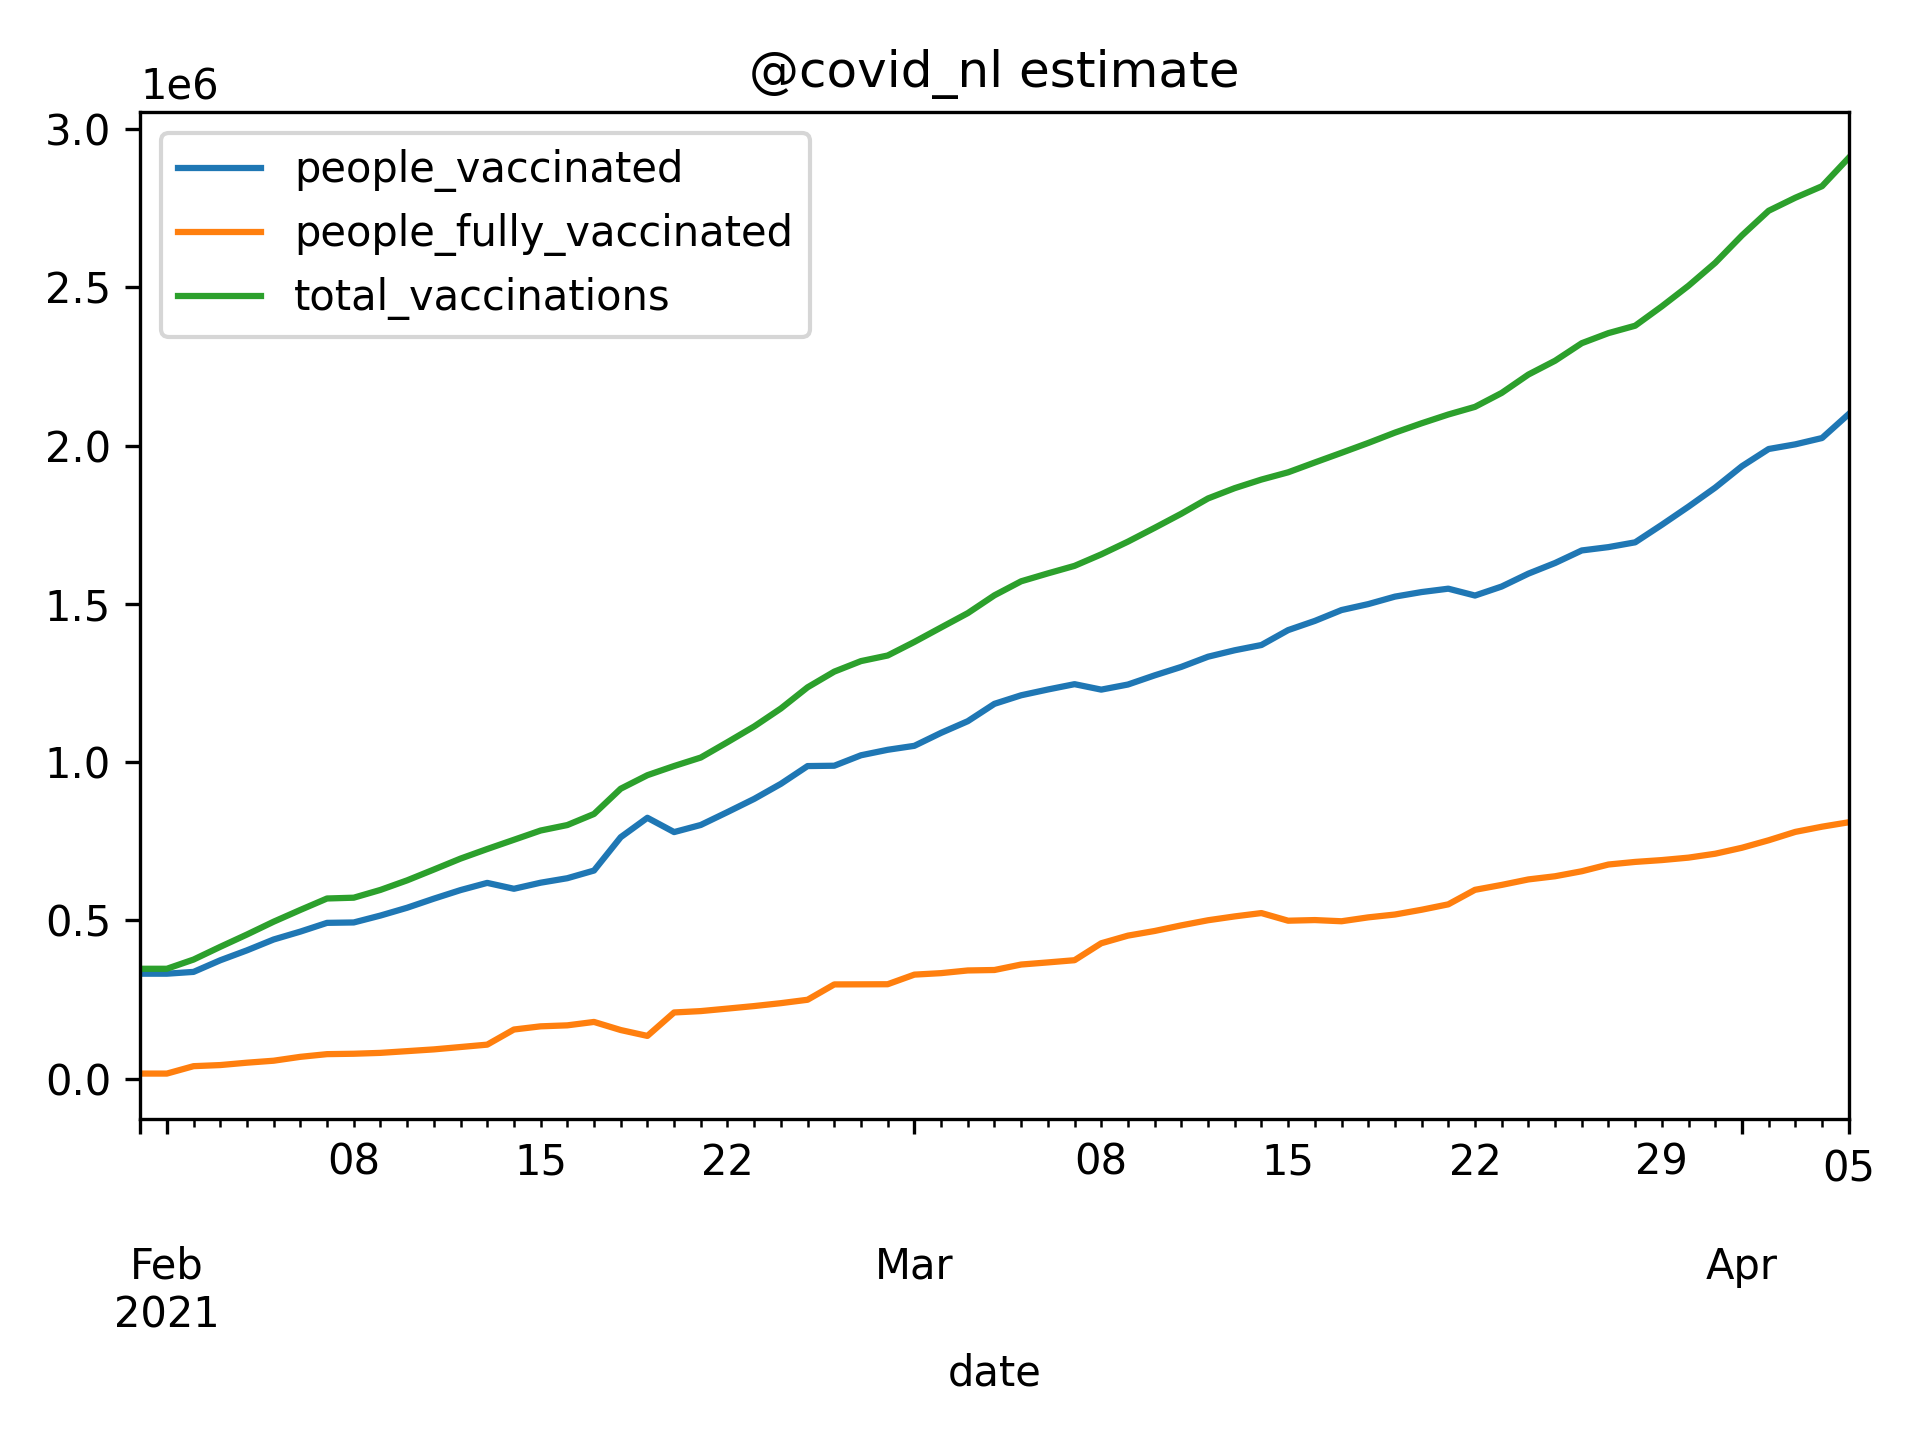 @covid_nl estimate
1e6
3.0
2.5
2.0
1.5
1.0
0.5
0.0
people_vaccinated
people_fully_vaccinated
total_vaccinations
08 15 22 08 15 22 29 05
Feb Mar Apr
2021
date